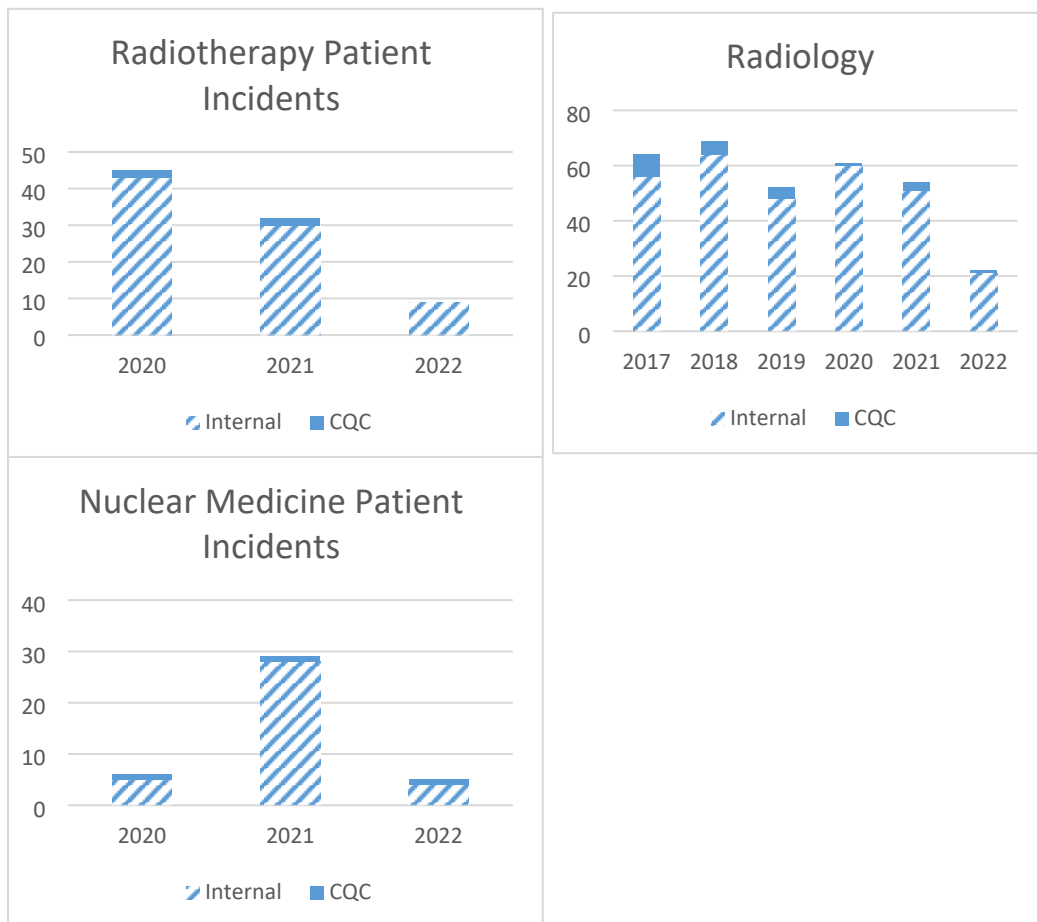 Radiotherapy Patient
Incidents
50
40
30
20
10
0
2020 2021 2022
Internal CQC
Radiology
80
60
40
20
0
2017 2018 2019 2020 2021 2022
Internal CQC
Nuclear Medicine Patient
Incidents
40
30
20
10
0
2020 2021 2022
Internal CQC